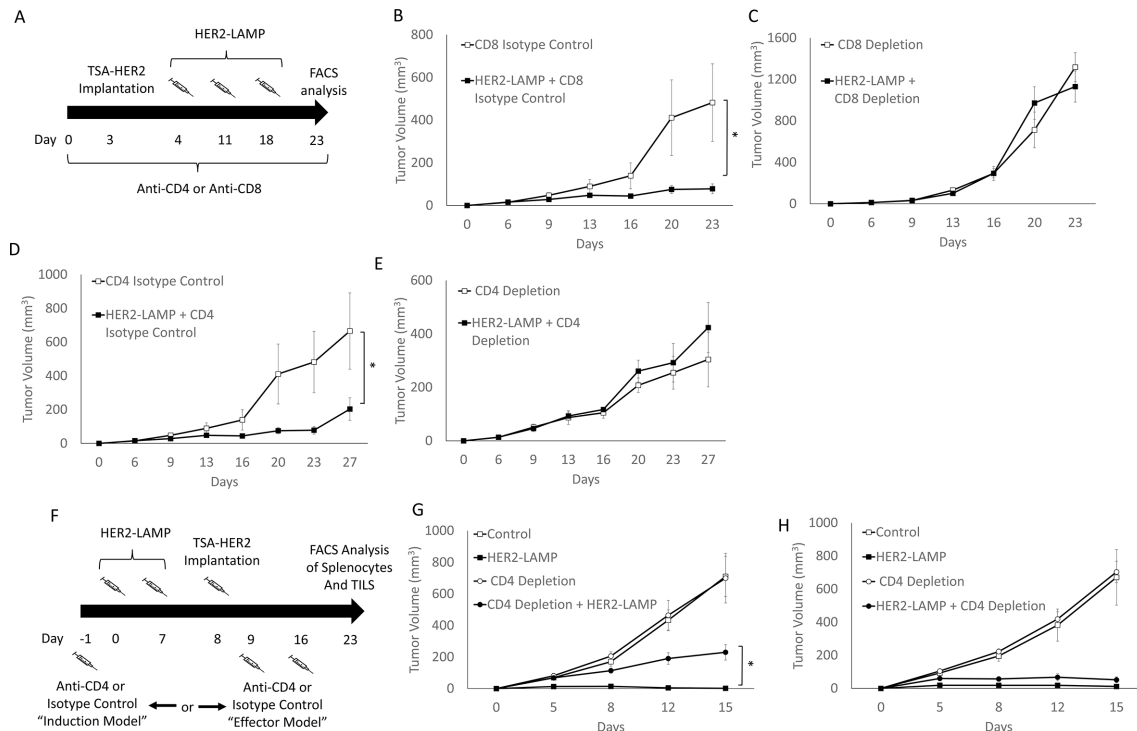 A
HER2-LAMP
TSA-HER2
Implantation
FACS
analysis
Day 0 3 4 11 18 23
Anti-CD4 or Anti-CD8
B
Tumor Volume (mm³)
800
600
400
200
0
CD8 Isotype Control
HER2-LAMP + CD8
Isotype Control
*
0 6 9 13 16 20 23
Days
C
Tumor Volume (mm³)
1600
1200
800
400
0
CD8 Depletion
HER2-LAMP +
CD8 Depletion
0 6 9 13 16 20 23
Days
D
Tumor Volume (mm³)
1000
800
600
400
200
0
CD4 Isotype Control
HER2-LAMP + CD4
Isotype Control
*
0 6 9 13 16 20 23 27
Days
E
Tumor Volume (mm³)
600
400
200
0
CD4 Depletion
HER2-LAMP + CD4
Depletion
0 6 9 13 16 20 23 27
Days
F
HER2-LAMP
TSA-HER2
Implantation
FACS Analysis
of Splenocytes
And TILS
Day -1 0 7 8 9 16 23
Anti-CD4 or
Isotype Control
"Induction Model"
or
Anti-CD4 or
Isotype Control
"Effector Model"
G
Tumor Volume (mm³)
1000
800
600
400
200
0
Control
HER2-LAMP
CD4 Depletion
CD4 Depletion + HER2-LAMP
*
0 5 8 12 15
Days
H
Tumor Volume (mm³)
1000
800
600
400
200
0
Control
HER2-LAMP
CD4 Depletion
HER2-LAMP + CD4 Depletion
0 5 8 12 15
Days